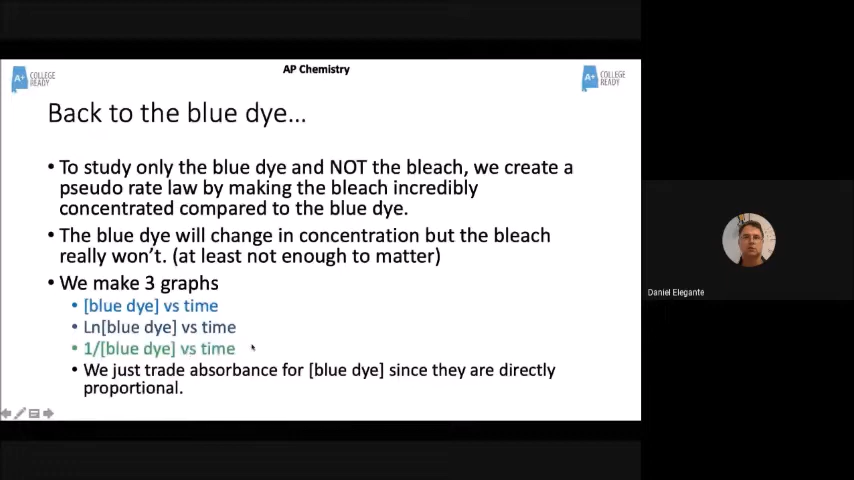 AP Chemistry
A+ COLLEGE READY
A+ COLLEGE READY
Back to the blue dye...
• To study only the blue dye and NOT the bleach, we create a
pseudo rate law by making the bleach incredibly
concentrated compared to the blue dye.
• The blue dye will change in concentration but the bleach
really won't. (at least not enough to matter)
• We make 3 graphs
• [blue dye] vs time
• Ln[blue dye] vs time
• 1/[blue dye] vs time
• We just trade absorbance for [blue dye] since they are directly
proportional.
Daniel Elegante